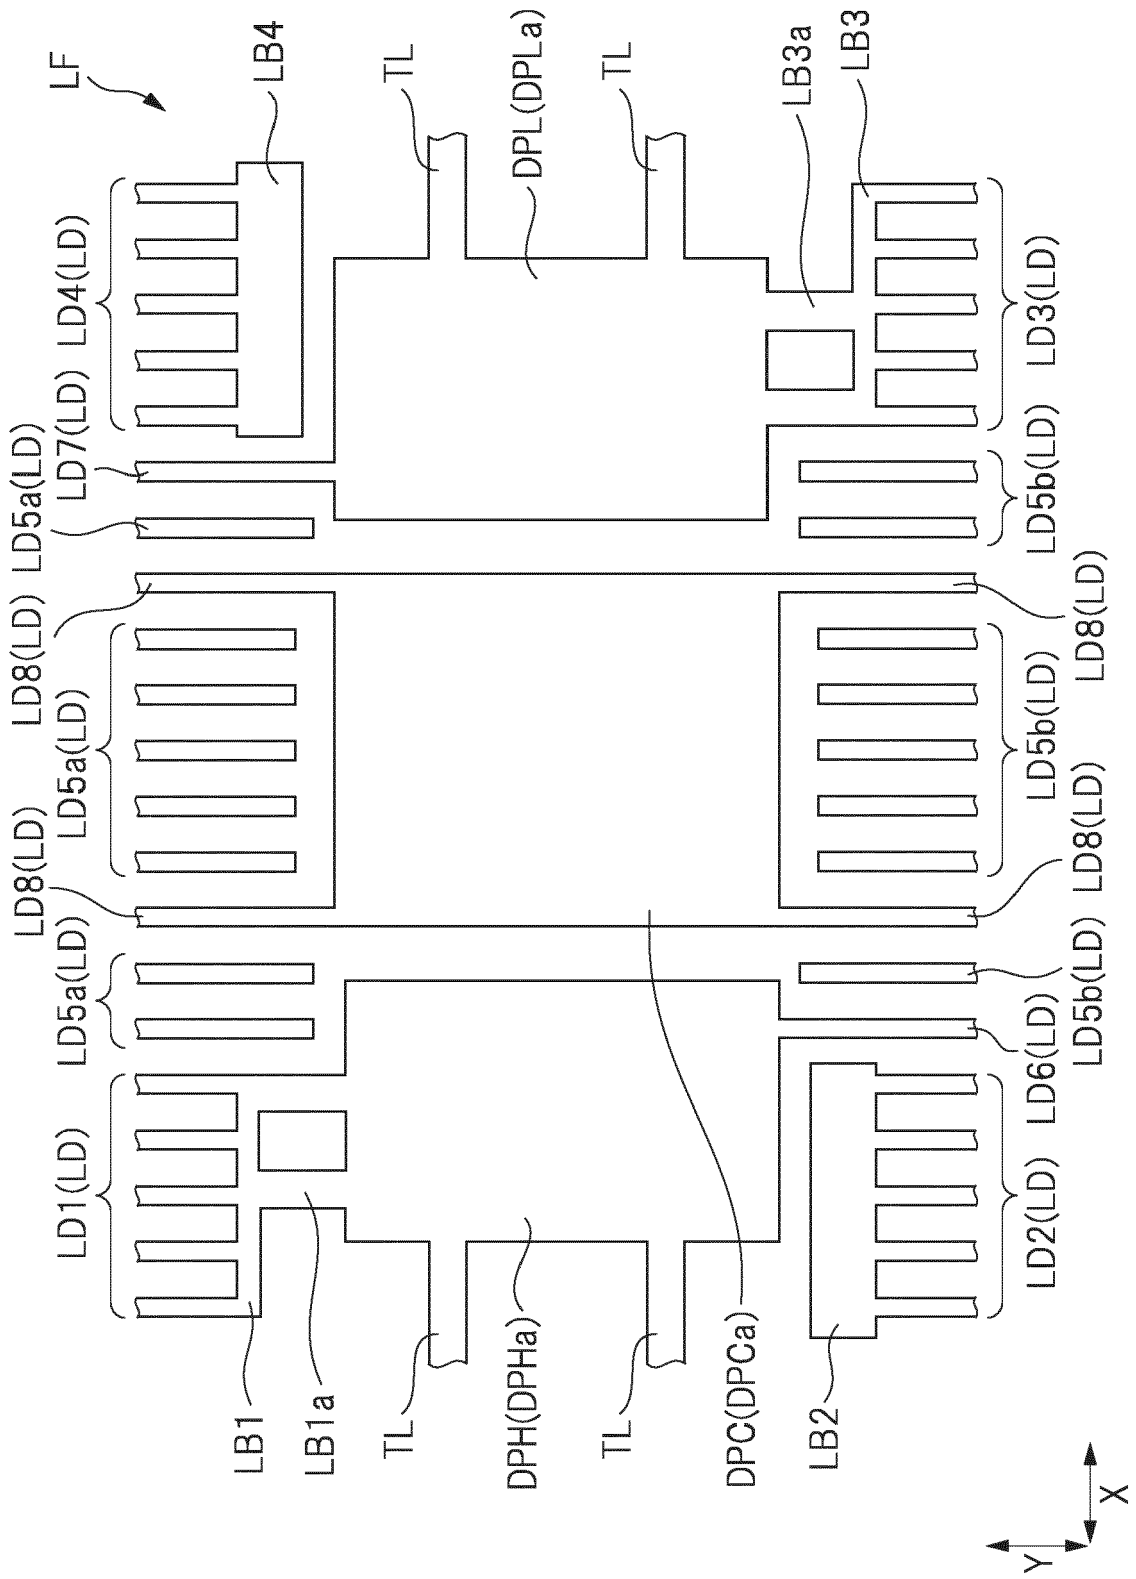 LD8(LD)
LD8(LD)
LD5a(LD)
LD1(LD)
LD5a(LD)
LD5a(LD)
LD7(LD)
LD4(LD)
LF
LB1
LB4
LB1a
TL
TL
DPH(DPHa)
DPL(DPLa)
TL
TL
DPC(DPCa)
LB3a
LB2
LB3
LD2(LD)
LD6(LD)
LD5b(LD)
LD5b(LD)
LD3(LD)
LD5b(LD)
LD8(LD)
LD8(LD)
Y
X